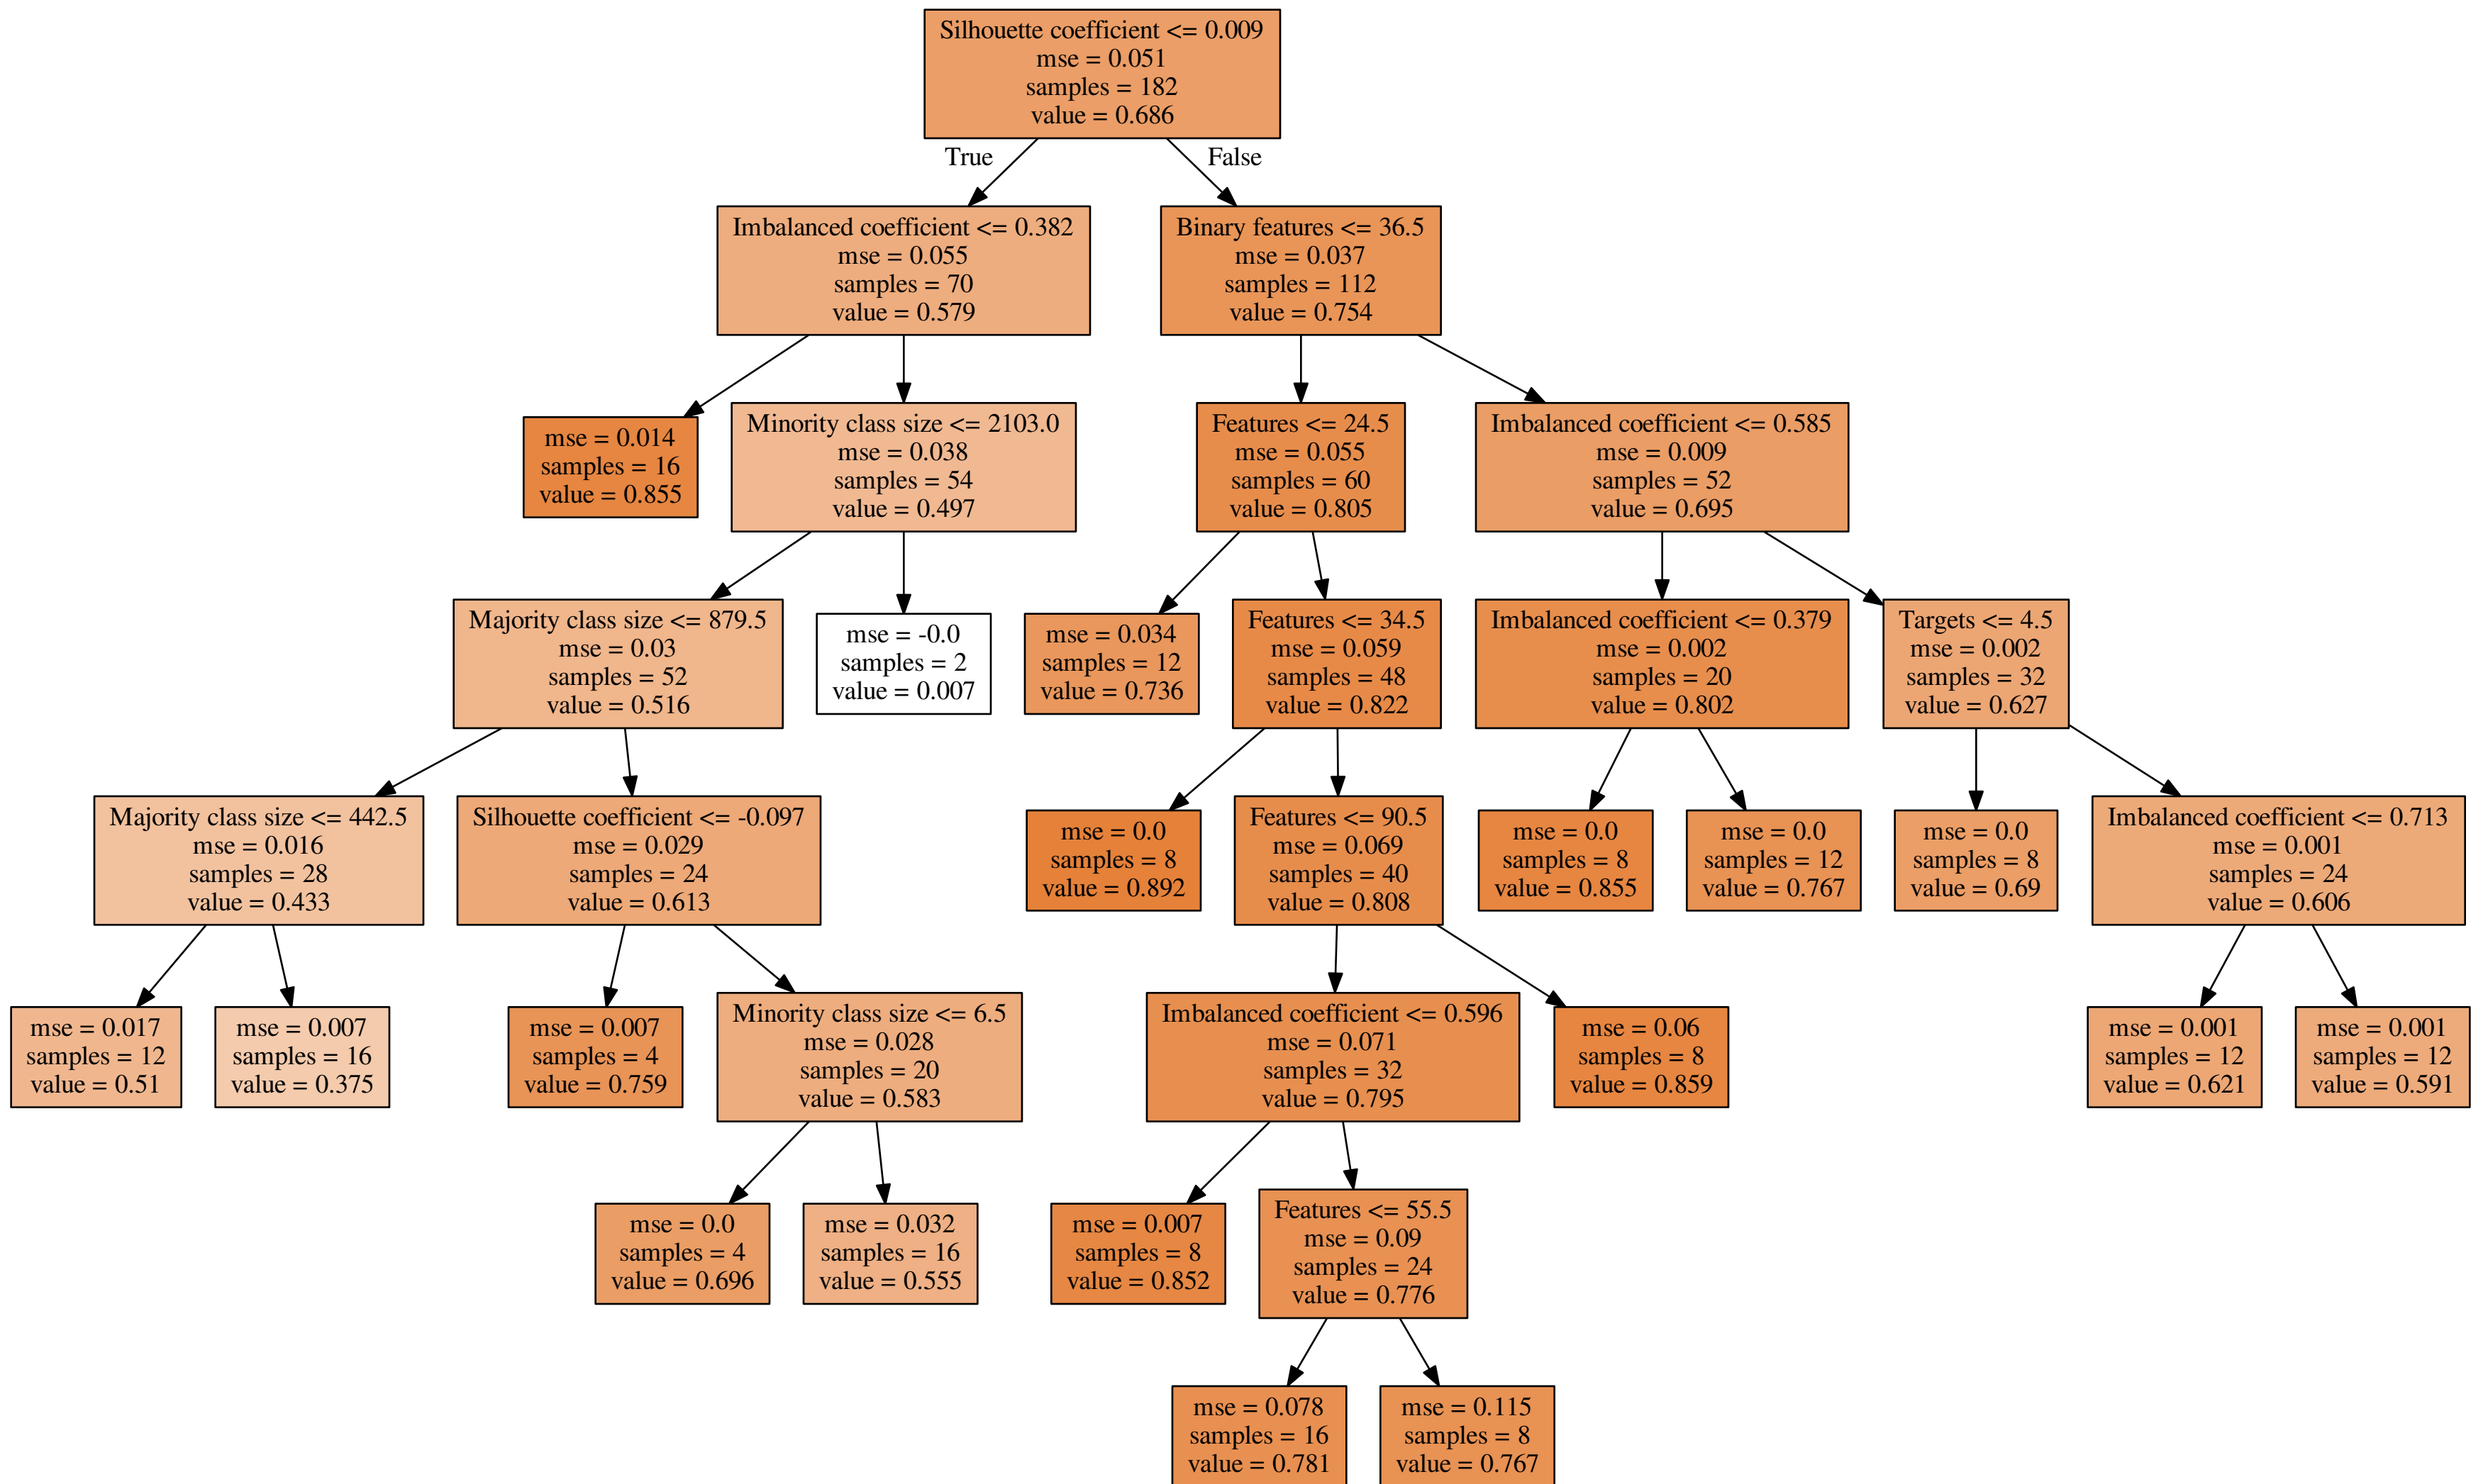 Silhouette coefficient <= 0.009
mse = 0.051
samples = 182
value = 0.686
True
False
Imbalanced coefficient <= 0.382
mse = 0.055
samples = 70
value = 0.579
Binary features <= 36.5
mse = 0.037
samples = 112
value = 0.754
mse = 0.014
samples = 16
value = 0.855
Minority class size <= 2103.0
mse = 0.038
samples = 54
value = 0.497
Features <= 24.5
mse = 0.055
samples = 60
value = 0.805
Imbalanced coefficient <= 0.585
mse = 0.009
samples = 52
value = 0.695
Majority class size <= 879.5
mse = 0.03
samples = 52
value = 0.516
mse = -0.0
samples = 2
value = 0.007
mse = 0.034
samples = 12
value = 0.736
Features <= 34.5
mse = 0.059
samples = 48
value = 0.822
Imbalanced coefficient <= 0.379
mse = 0.002
samples = 20
value = 0.802
Targets <= 4.5
mse = 0.002
samples = 32
value = 0.627
Majority class size <= 442.5
mse = 0.016
samples = 28
value = 0.433
Silhouette coefficient <= -0.097
mse = 0.029
samples = 24
value = 0.613
mse = 0.0
samples = 8
value = 0.892
Features <= 90.5
mse = 0.069
samples = 40
value = 0.808
mse = 0.0
samples = 8
value = 0.855
mse = 0.0
samples = 12
value = 0.767
mse = 0.0
samples = 8
value = 0.69
Imbalanced coefficient <= 0.713
mse = 0.001
samples = 24
value = 0.606
mse = 0.017
samples = 12
value = 0.51
mse = 0.007
samples = 16
value = 0.375
mse = 0.007
samples = 4
value = 0.759
Minority class size <= 6.5
mse = 0.028
samples = 20
value = 0.583
Imbalanced coefficient <= 0.596
mse = 0.071
samples = 32
value = 0.795
mse = 0.06
samples = 8
value = 0.859
mse = 0.001
samples = 12
value = 0.621
mse = 0.001
samples = 12
value = 0.591
mse = 0.0
samples = 4
value = 0.696
mse = 0.032
samples = 16
value = 0.555
mse = 0.007
samples = 8
value = 0.852
Features <= 55.5
mse = 0.09
samples = 24
value = 0.776
mse = 0.078
samples = 16
value = 0.781
mse = 0.115
samples = 8
value = 0.767